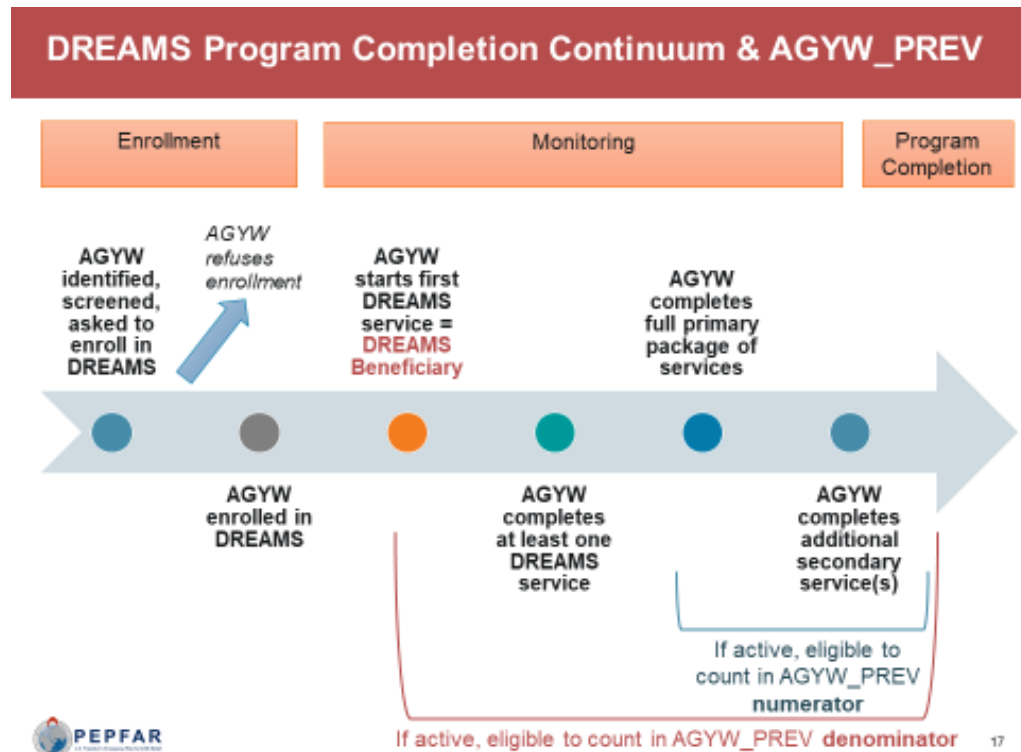 DREAMS Program Completion Continuum & AGYW_PREV
Enrollment
Monitoring
Program
Completion
AGYW
identified,
screened,
asked to
enroll in
DREAMS
AGYW
refuses
enrollment
AGYW
starts first
DREAMS
service =
DREAMS
Beneficiary
AGYW
completes
full primary
package of
services
AGYW
enrolled in
DREAMS
AGYW
completes
at least one
DREAMS
service
AGYW
completes
additional
secondary
service(s)
If active, eligible to
count in AGYW_PREV
numerator
If active, eligible to count in AGYW_PREV denominator
PEPFAR
17